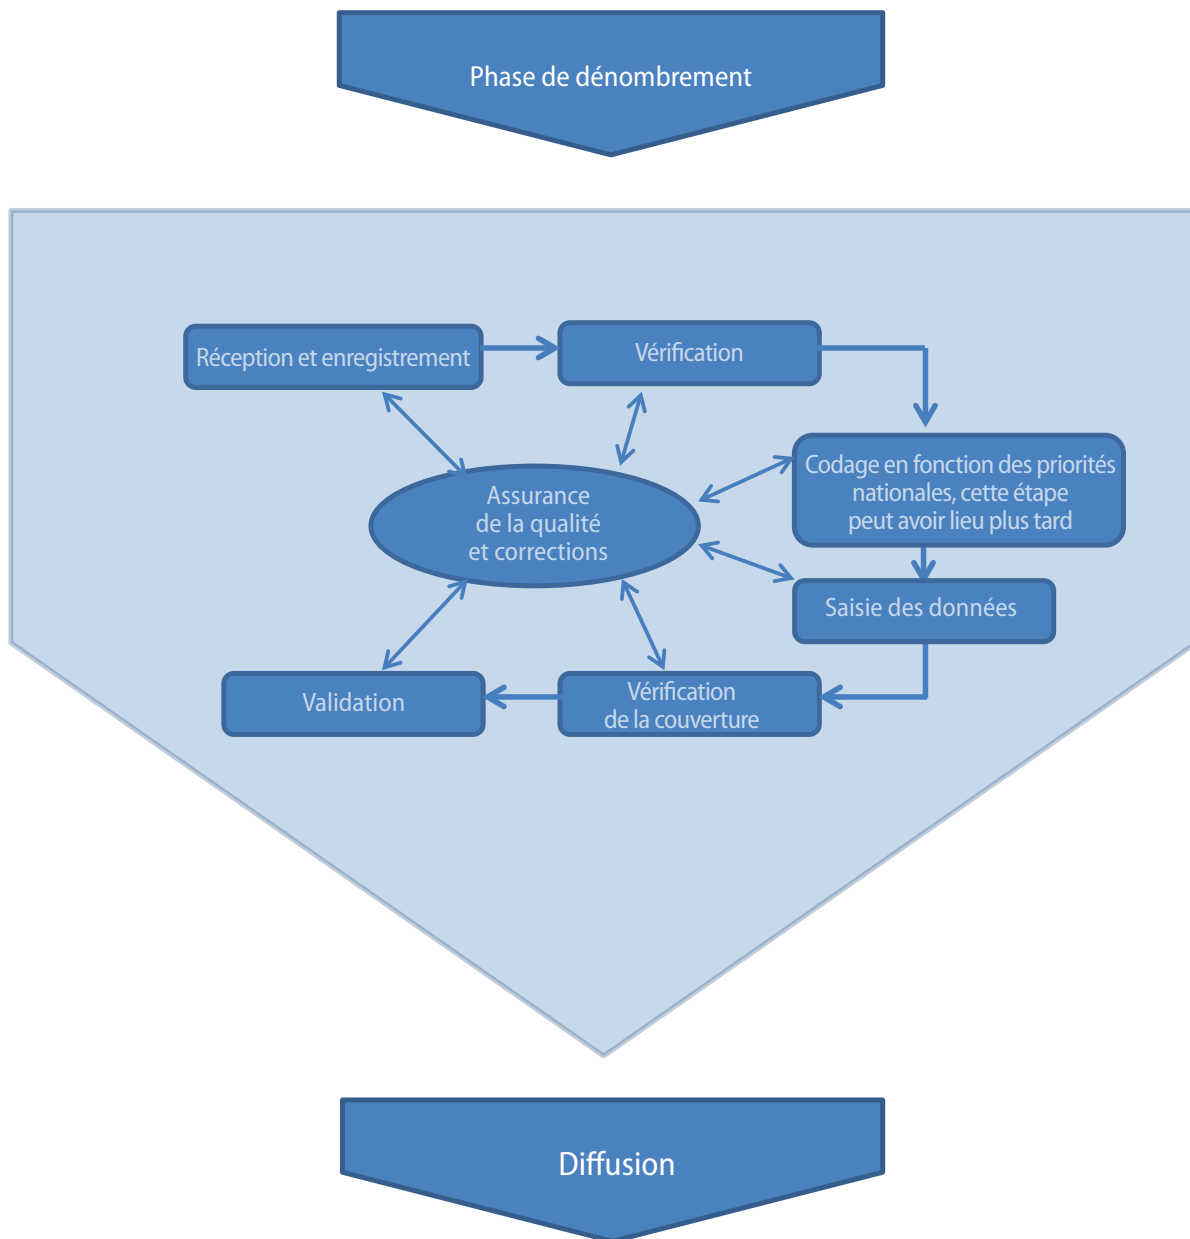 Phase de dénombrement
Réception et enregistrement
Vérification
Codage en fonction des priorités
nationales, cette étape
peut avoir lieu plus tard
Assurance
de la qualité
et corrections
Saisie des données
Validation
Vérification
de la couverture
Diffusion